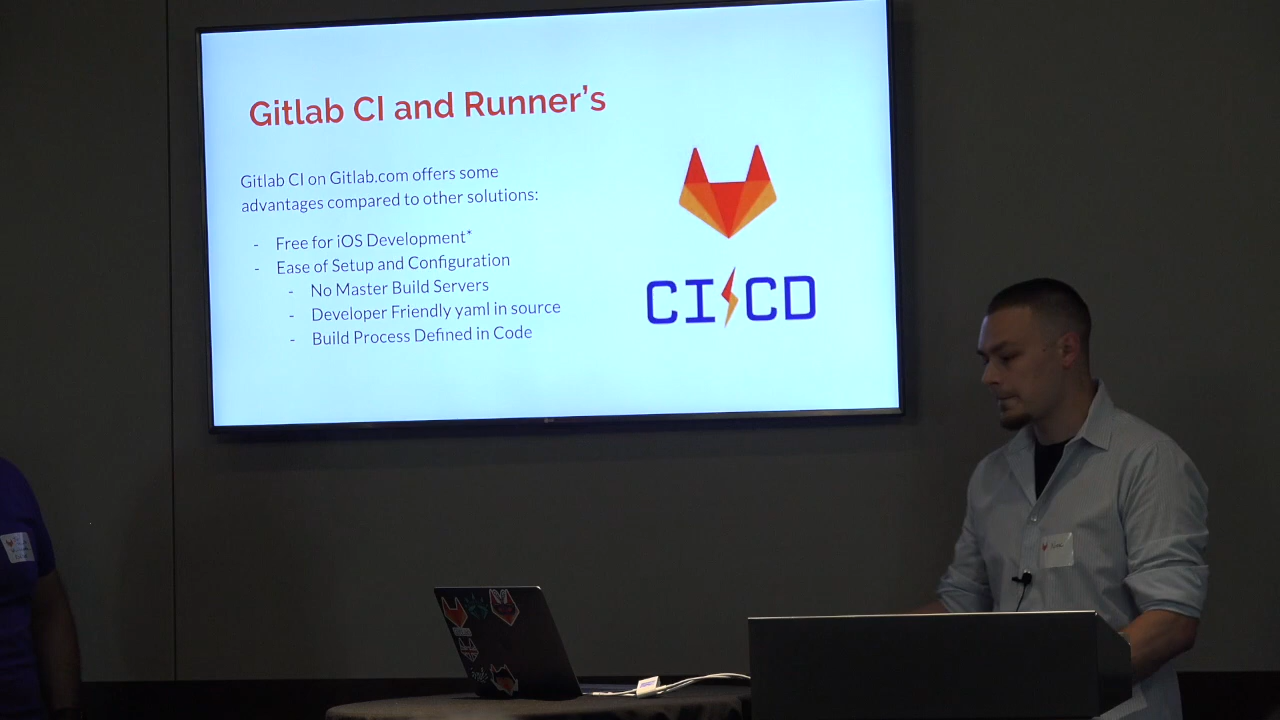 Gitlab CI and Runner's
Gitlab CI on Gitlab.com offers some
advantages compared to other solutions:
- Free for iOS Development*
- Ease of Setup and Configuration
- No Master Build Servers
- Developer Friendly yaml in source
- Build Process Defined in Code
CI CD